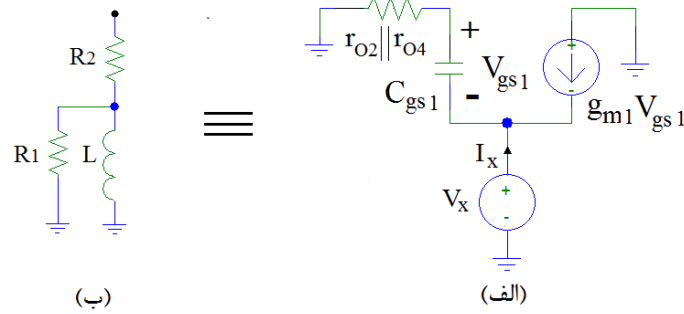 R2
R1
L
(ب)
≡
rO2||rO4
+
Vgs1
-
Cgs1
+
-
gm1Vgs1
Ix
Vx
+
-
(الف)